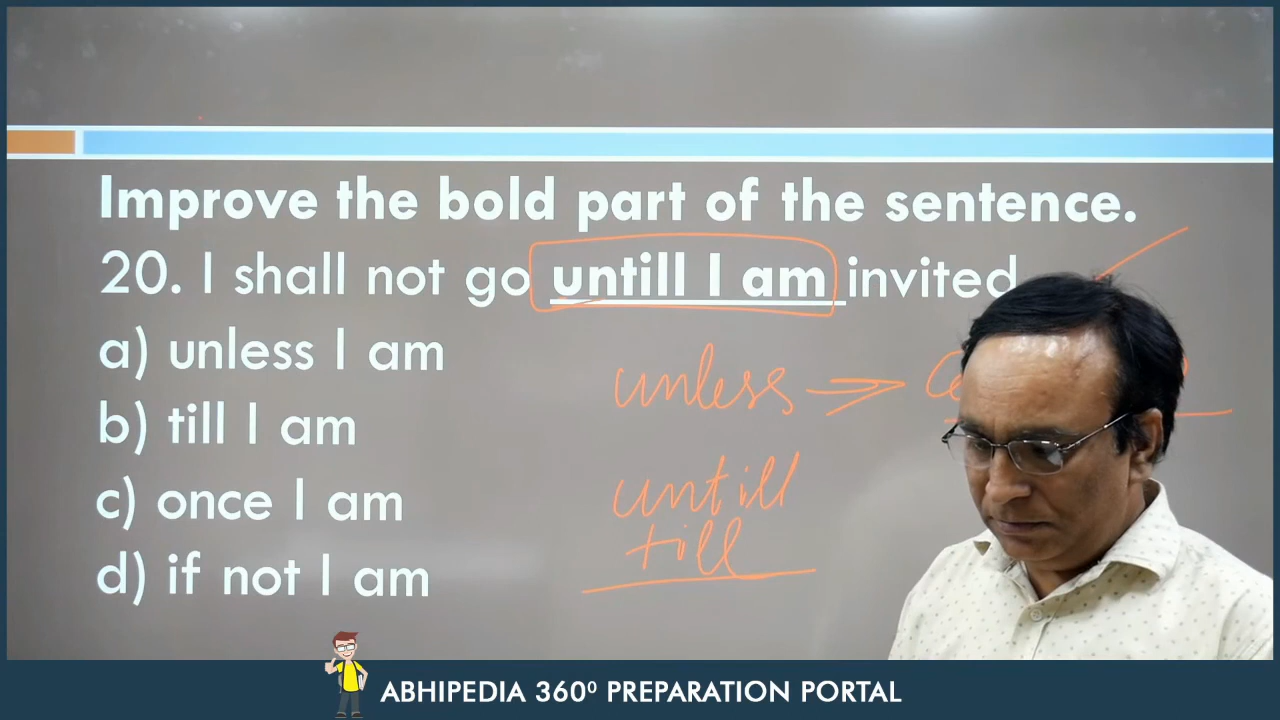 Improve the bold part of the sentence.
20. I shall not go untill I am invited
a) unless I am
unless
b) till I am
untill
c) once I am
till
d) if not I am
ABHIPEDIA 360⁰ PREPARATION PORTAL